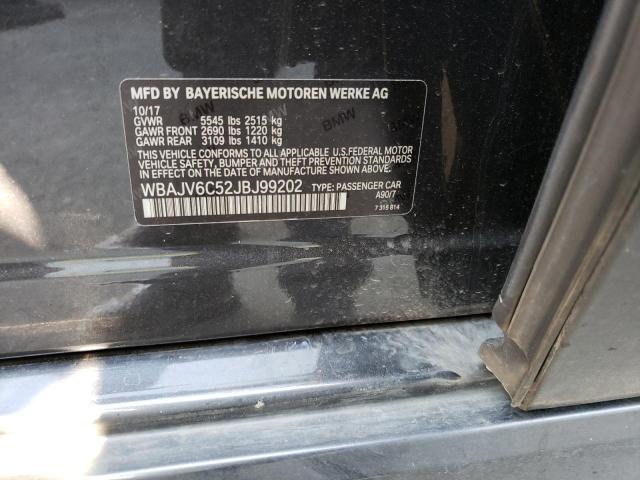 MFD BY BAYERISCHE MOTOREN WERKE AG
10/17
GVWR 5545 lbs 2515 kg
GAWR FRONT 2690 lbs 1220 kg
GAWR REAR 3109 lbs 1410 kg
THIS VEHICLE CONFORMS TO ALL APPLICABLE U.S.FEDERAL MOTOR
VEHICLE SAFETY, BUMPER AND THEFT PREVENTION STANDARDS
IN EFFECT ON THE DATE OF MANUFACTURE SHOWN ABOVE.
WBAJV6C52JBJ99202 TYPE: PASSENGER CAR
A90/7
7 318 814
BMW
BMW